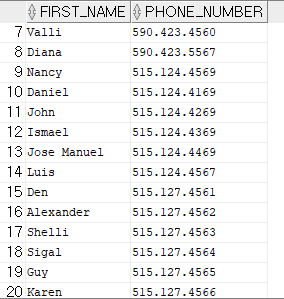 FIRST_NAME PHONE_NUMBER
7 Valli 590.423.4560
8 Diana 590.423.5567
9 Nancy 515.124.4569
10 Daniel 515.124.4169
11 John 515.124.4269
12 Ismael 515.124.4369
13 Jose Manuel 515.124.4469
14 Luis 515.124.4567
15 Den 515.127.4561
16 Alexander 515.127.4562
17 Shelli 515.127.4563
18 Sigal 515.127.4564
19 Guy 515.127.4565
20 Karen 515.127.4566